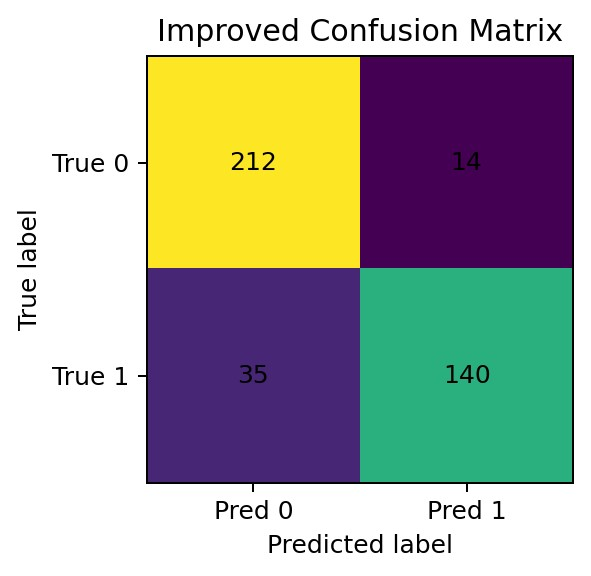 Improved Confusion Matrix
True label
True 0
212
14
True 1
35
140
Pred 0
Pred 1
Predicted label